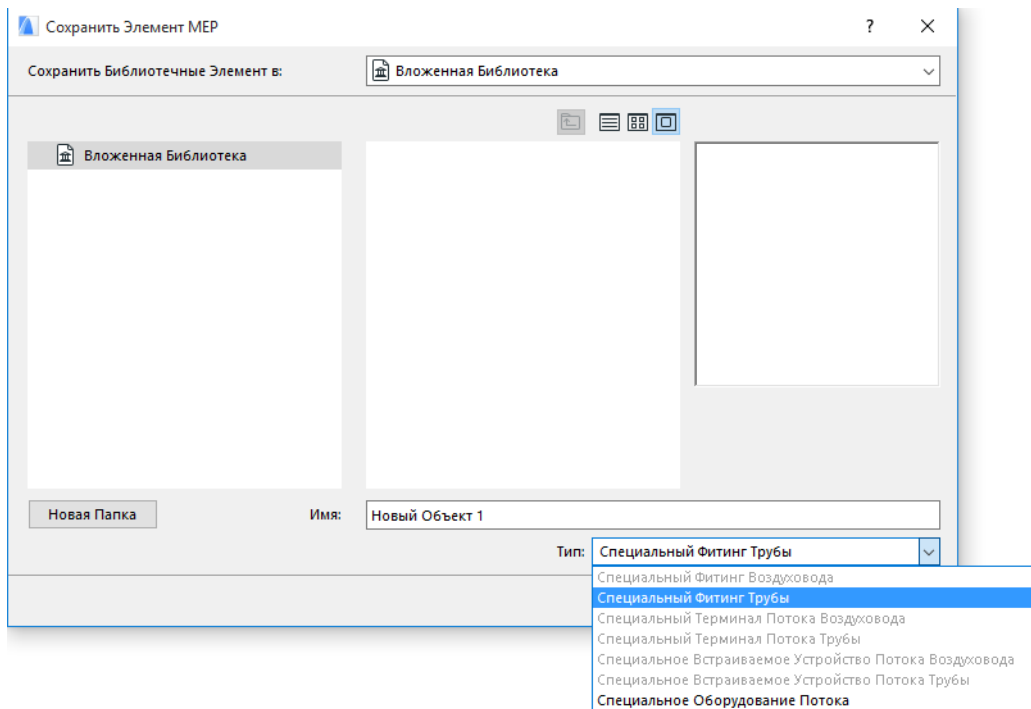 Сохранить Элемент MEP
?
Сохранить Библиотечные Элемент в:
Вложенная Библиотека
Вложенная Библиотека
Новая Папка
Имя:
Новый Объект 1
Тип:
Специальный Фитинг Трубы
Специальный Фитинг Воздуховода
Специальный Фитинг Трубы
Специальный Терминал Потока Воздуховода
Специальный Терминал Потока Трубы
Специальное Встраиваемое Устройство Потока Воздуховода
Специальное Встраиваемое Устройство Потока Трубы
Специальное Оборудование Потока